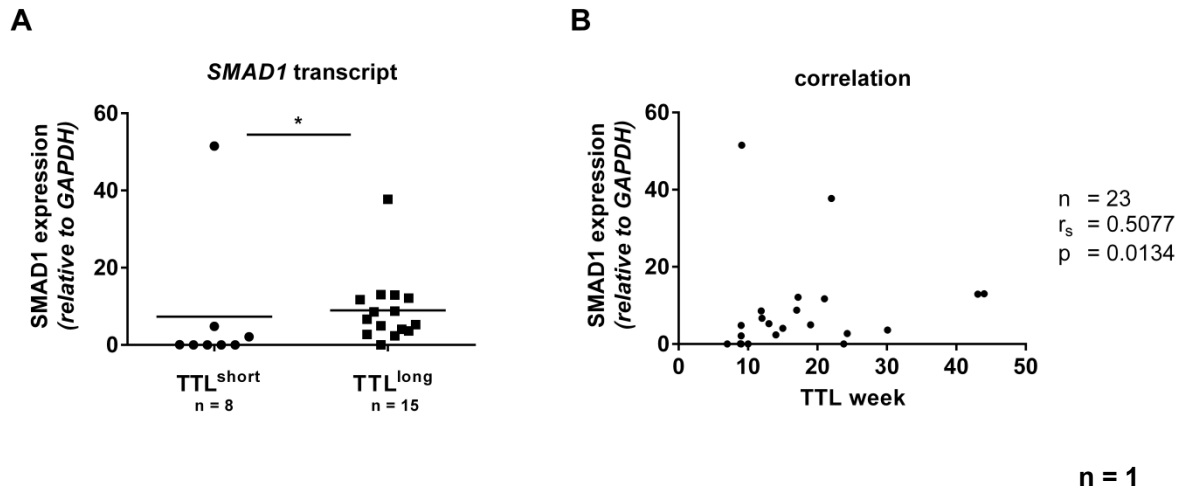 A
SMAD1 transcript
SMAD1 expression
(relative to GAPDH)
60
40
20
0
*
TTLshort
n = 8
TTLlong
n = 15
B
correlation
SMAD1 expression
(relative to GAPDH)
60
40
20
0
0 10 20 30 40 50
TTL week
n = 23
rs = 0.5077
p = 0.0134
n = 1